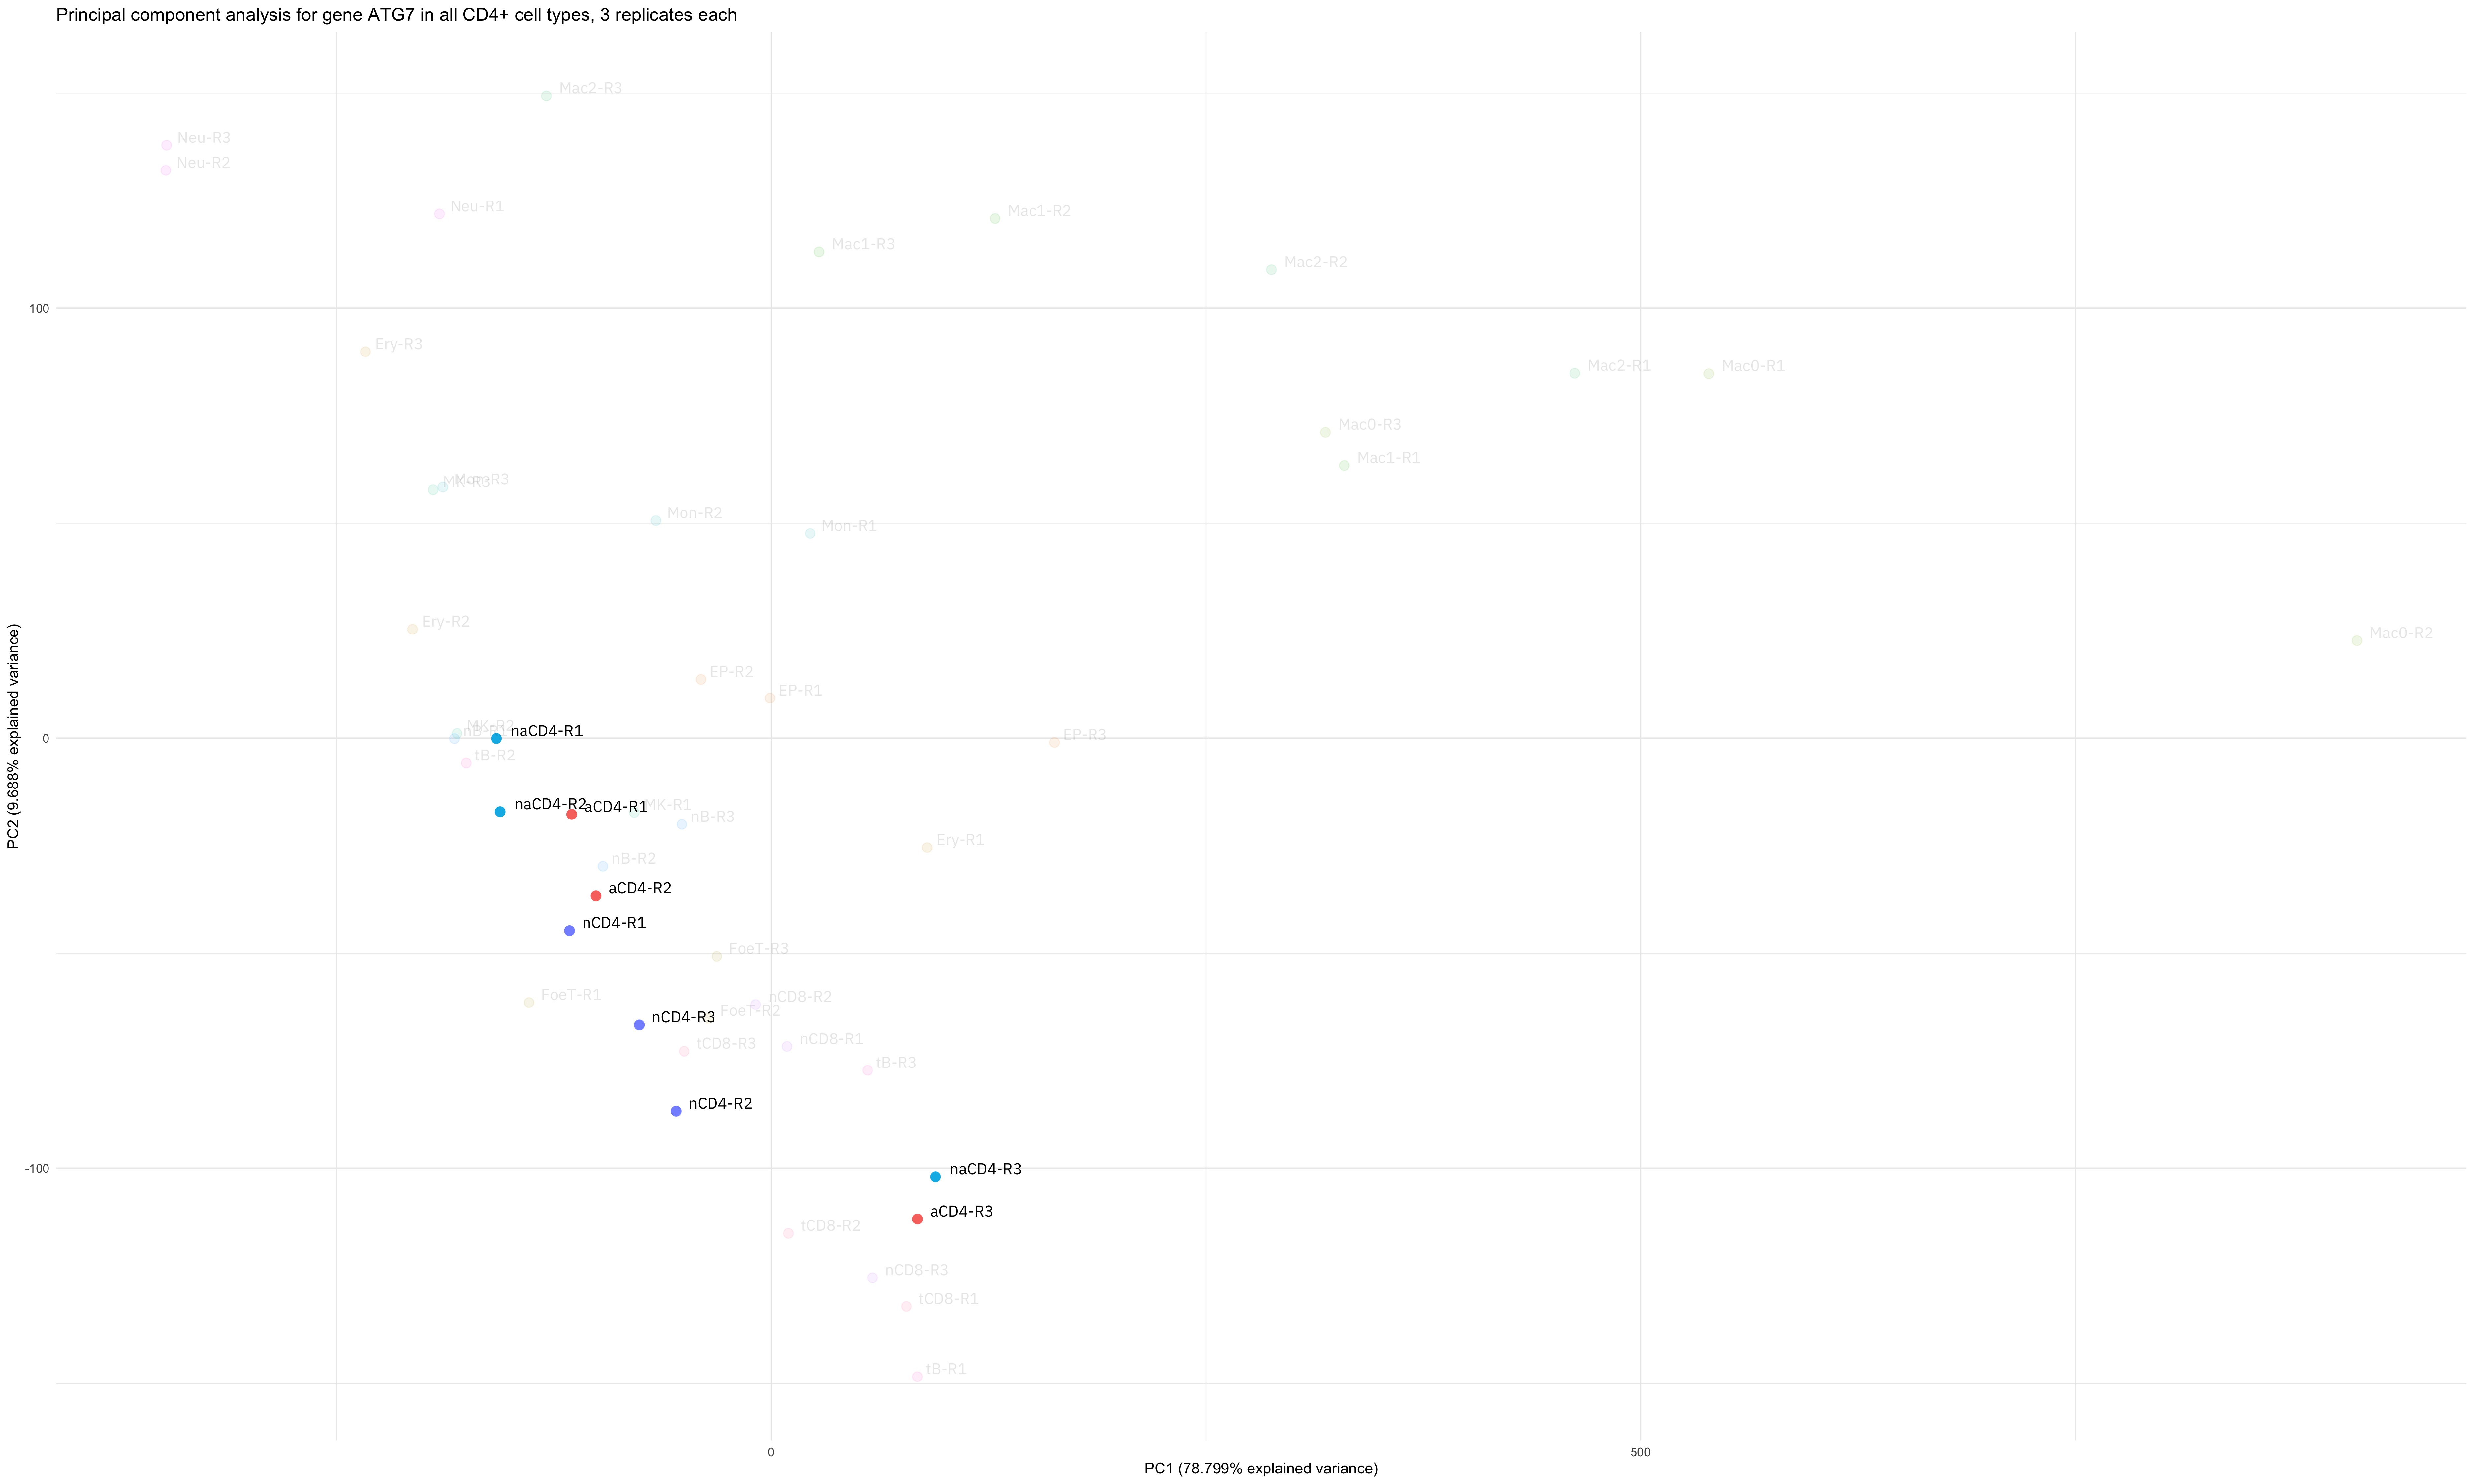 Principal component analysis for gene ATG7 in all CD4+ cell types, 3 replicates each
Mac2-R3
Neu-R3
Neu-R2
Neu-R1
Mac1-R2
Mac1-R3
Mac2-R2
100
Ery-R3
Mac2-R1
Mac0-R1
Mac0-R3
Mac1-R1
Mon-R3
MK-R3
Mon-R2
Mon-R1
Ery-R2
Mac0-R2
EP-R2
EP-R1
MK-R2
nB-R1
naCD4-R1
EP-R3
0
tB-R2
naCD4-R2
aCD4-R1
MK-R1
nB-R3
Ery-R1
nB-R2
aCD4-R2
nCD4-R1
FoeT-R3
FoeT-R1
nCD8-R2
FoeT-R2
nCD4-R3
nCD8-R1
tCD8-R3
tB-R3
nCD4-R2
naCD4-R3
-100
aCD4-R3
tCD8-R2
nCD8-R3
tCD8-R1
tB-R1
0
500
PC1 (78.799% explained variance)
PC2 (9.688% explained variance)